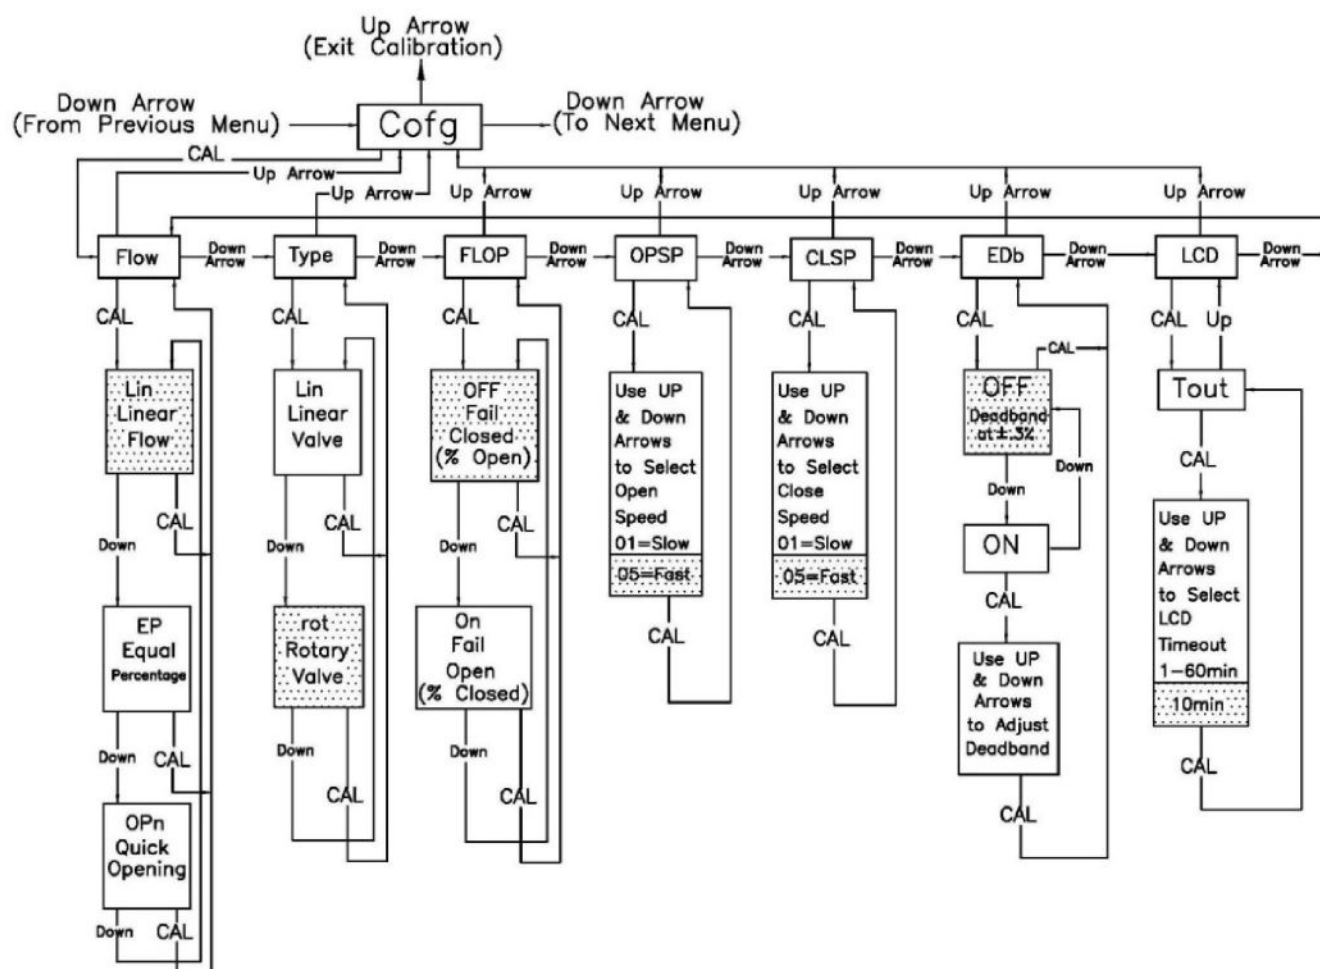 Up Arrow
(Exit Calibration)
Down Arrow
(From Previous Menu)
Cofg
Down Arrow
(To Next Menu)
CAL
Up Arrow
Up Arrow
Up Arrow
Up Arrow
Up Arrow
Up Arrow
Up Arrow
Flow
Down
Arrow
Type
Down
Arrow
FLOP
Down
Arrow
OPSP
Down
Arrow
CLSP
Down
Arrow
EDb
Down
Arrow
LCD
Down
Arrow
CAL
Lin
Linear
Flow
CAL
Down
EP
Equal
Percentage
Down
CAL
OPn
Quick
Opening
Down
CAL
CAL
Lin
Linear
Valve
CAL
Down
rot
Rotary
Valve
Down
CAL
CAL
OFF
Fail
Closed
(% Open)
CAL
Down
On
Fail
Open
(% Closed)
Down
CAL
CAL
Use UP
& Down
Arrows
to Select
Open
Speed
01=Slow
05=Fast
CAL
CAL
Use UP
& Down
Arrows
to Select
Close
Speed
01=Slow
05=Fast
CAL
CAL
CAL
OFF
Deadband
at ±.3%
Down
Down
ON
CAL
Use UP
& Down
Arrows
to Adjust
Deadband
CAL
CAL
Up
Tout
CAL
Use UP
& Down
Arrows
to Select
LCD
Timeout
1-60min
10min
CAL